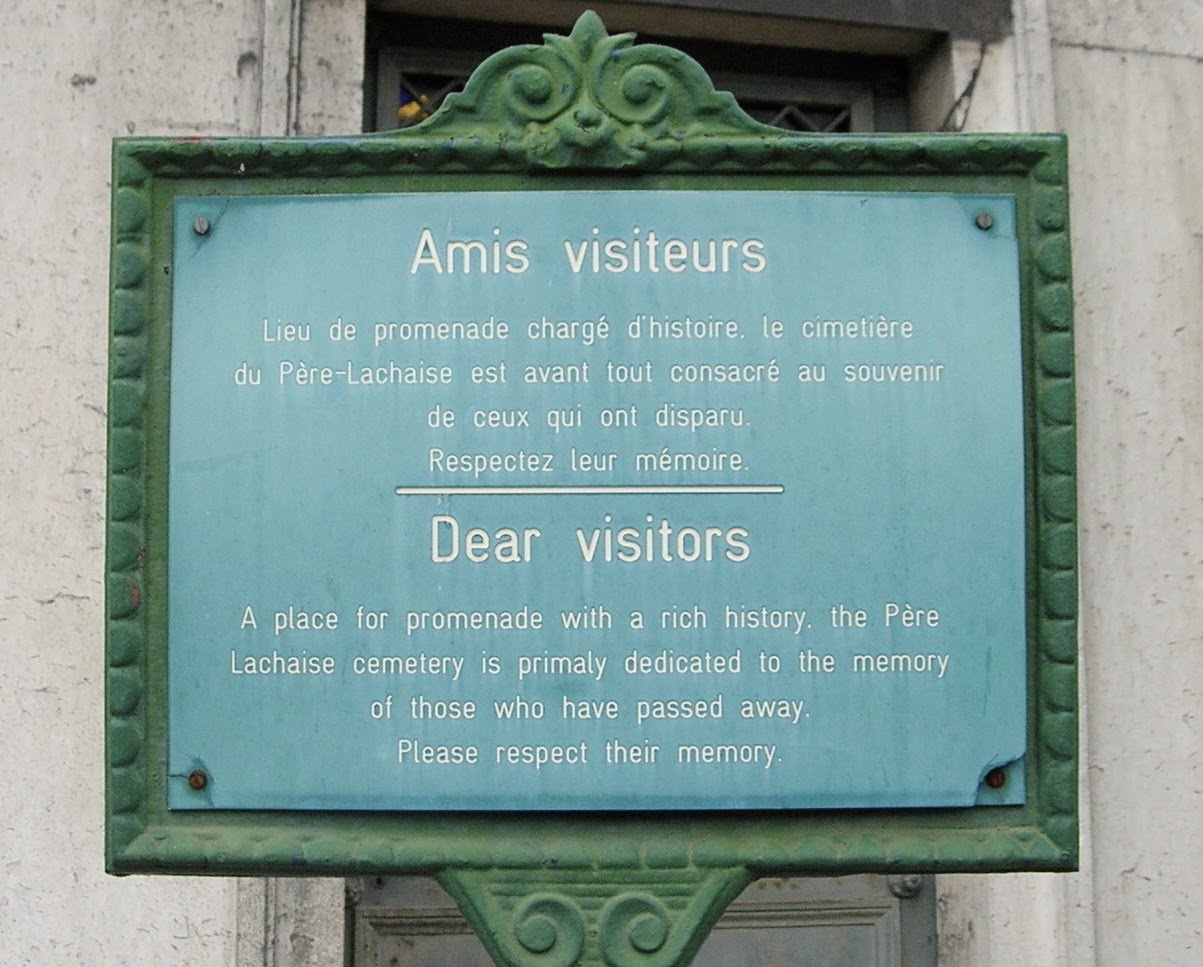 Amis visiteurs
Lieu de promenade chargé d'histoire, le cimetière
du Père-Lachaise est avant tout consacré au souvenir
de ceux qui ont disparu.
Respectez leur mémoire.
Dear visitors
A place for promenade with a rich history, the Père
Lachaise cemetery is primaly dedicated to the memory
of those who have passed away.
Please respect their memory.